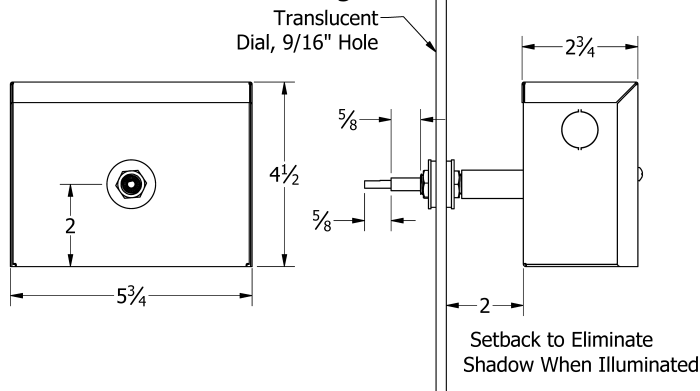 Translucent
Dial, 9/16" Hole
2¾
⅝
4½
2
⅝
5¾
2
Setback to Eliminate
Shadow When Illuminated